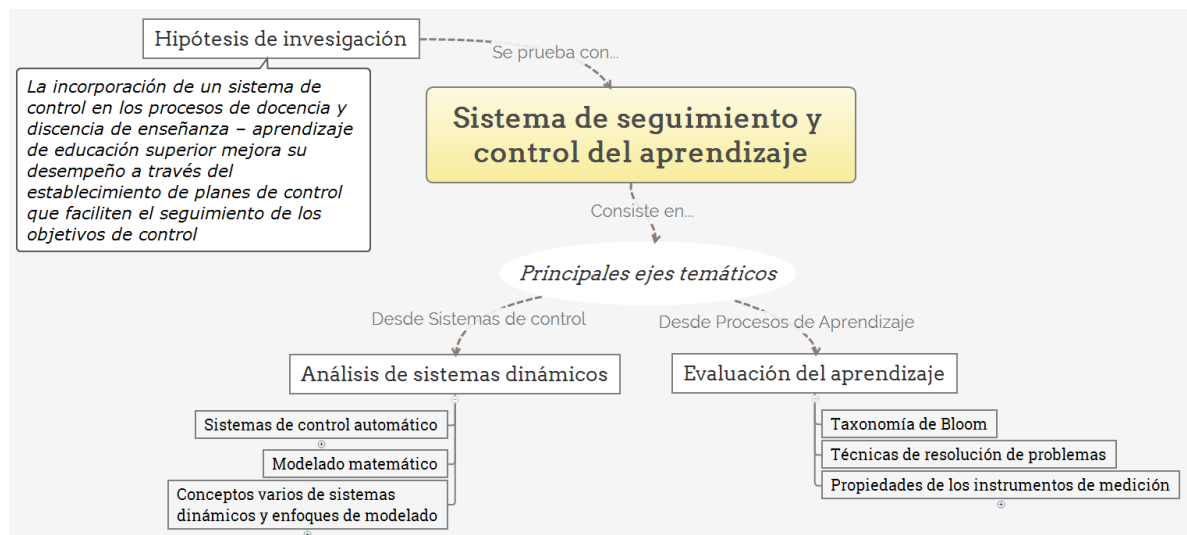 Hipótesis de invesigación
Se prueba con...
La incorporación de un sistema de
control en los procesos de docencia y
discencia de enseñanza – aprendizaje
de educación superior mejora su
desempeño a través del
establecimiento de planes de control
que faciliten el seguimiento de los
objetivos de control
Sistema de seguimiento y
control del aprendizaje
Consiste en...
Principales ejes temáticos
Desde Sistemas de control
Desde Procesos de Aprendizaje
Análisis de sistemas dinámicos
Sistemas de control automático
Modelado matemático
Conceptos varios de sistemas
dinámicos y enfoques de modelado
Evaluación del aprendizaje
Taxonomía de Bloom
Técnicas de resolución de problemas
Propiedades de los instrumentos de medición